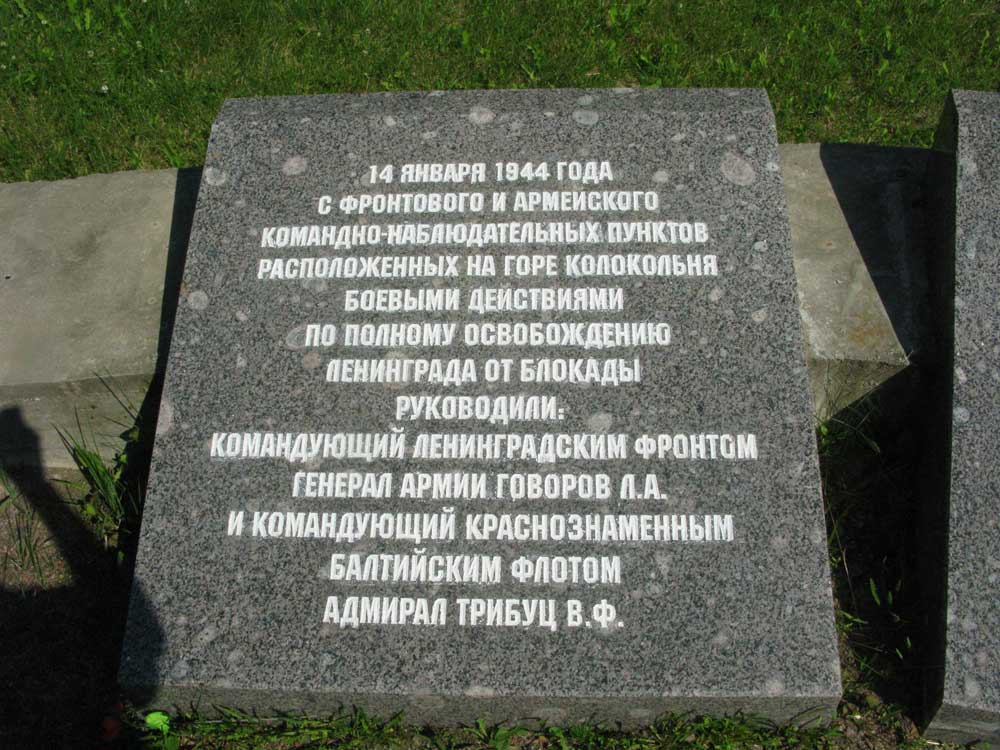 14 ЯНВАРЯ 1944 ГОДА
С ФРОНТОВОГО И АРМЕЙСКОГО
КОМАНДНО-НАБЛЮДАТЕЛЬНЫХ ПУНКТОВ
РАСПОЛОЖЕННЫХ НА ГОРЕ КОЛОКОЛЬНЯ
БОЕВЫМИ ДЕЙСТВИЯМИ
ПО ПОЛНОМУ ОСВОБОЖДЕНИЮ
ЛЕНИНГРАДА ОТ БЛОКАДЫ
РУКОВОДИЛИ:
КОМАНДУЮЩИЙ ЛЕНИНГРАДСКИМ ФРОНТОМ
ГЕНЕРАЛ АРМИИ ГОВОРОВ Л.А.
И КОМАНДУЮЩИЙ КРАСНОЗНАМЕННЫМ
БАЛТИЙСКИМ ФЛОТОМ
АДМИРАЛ ТРИБУЦ В.Ф.